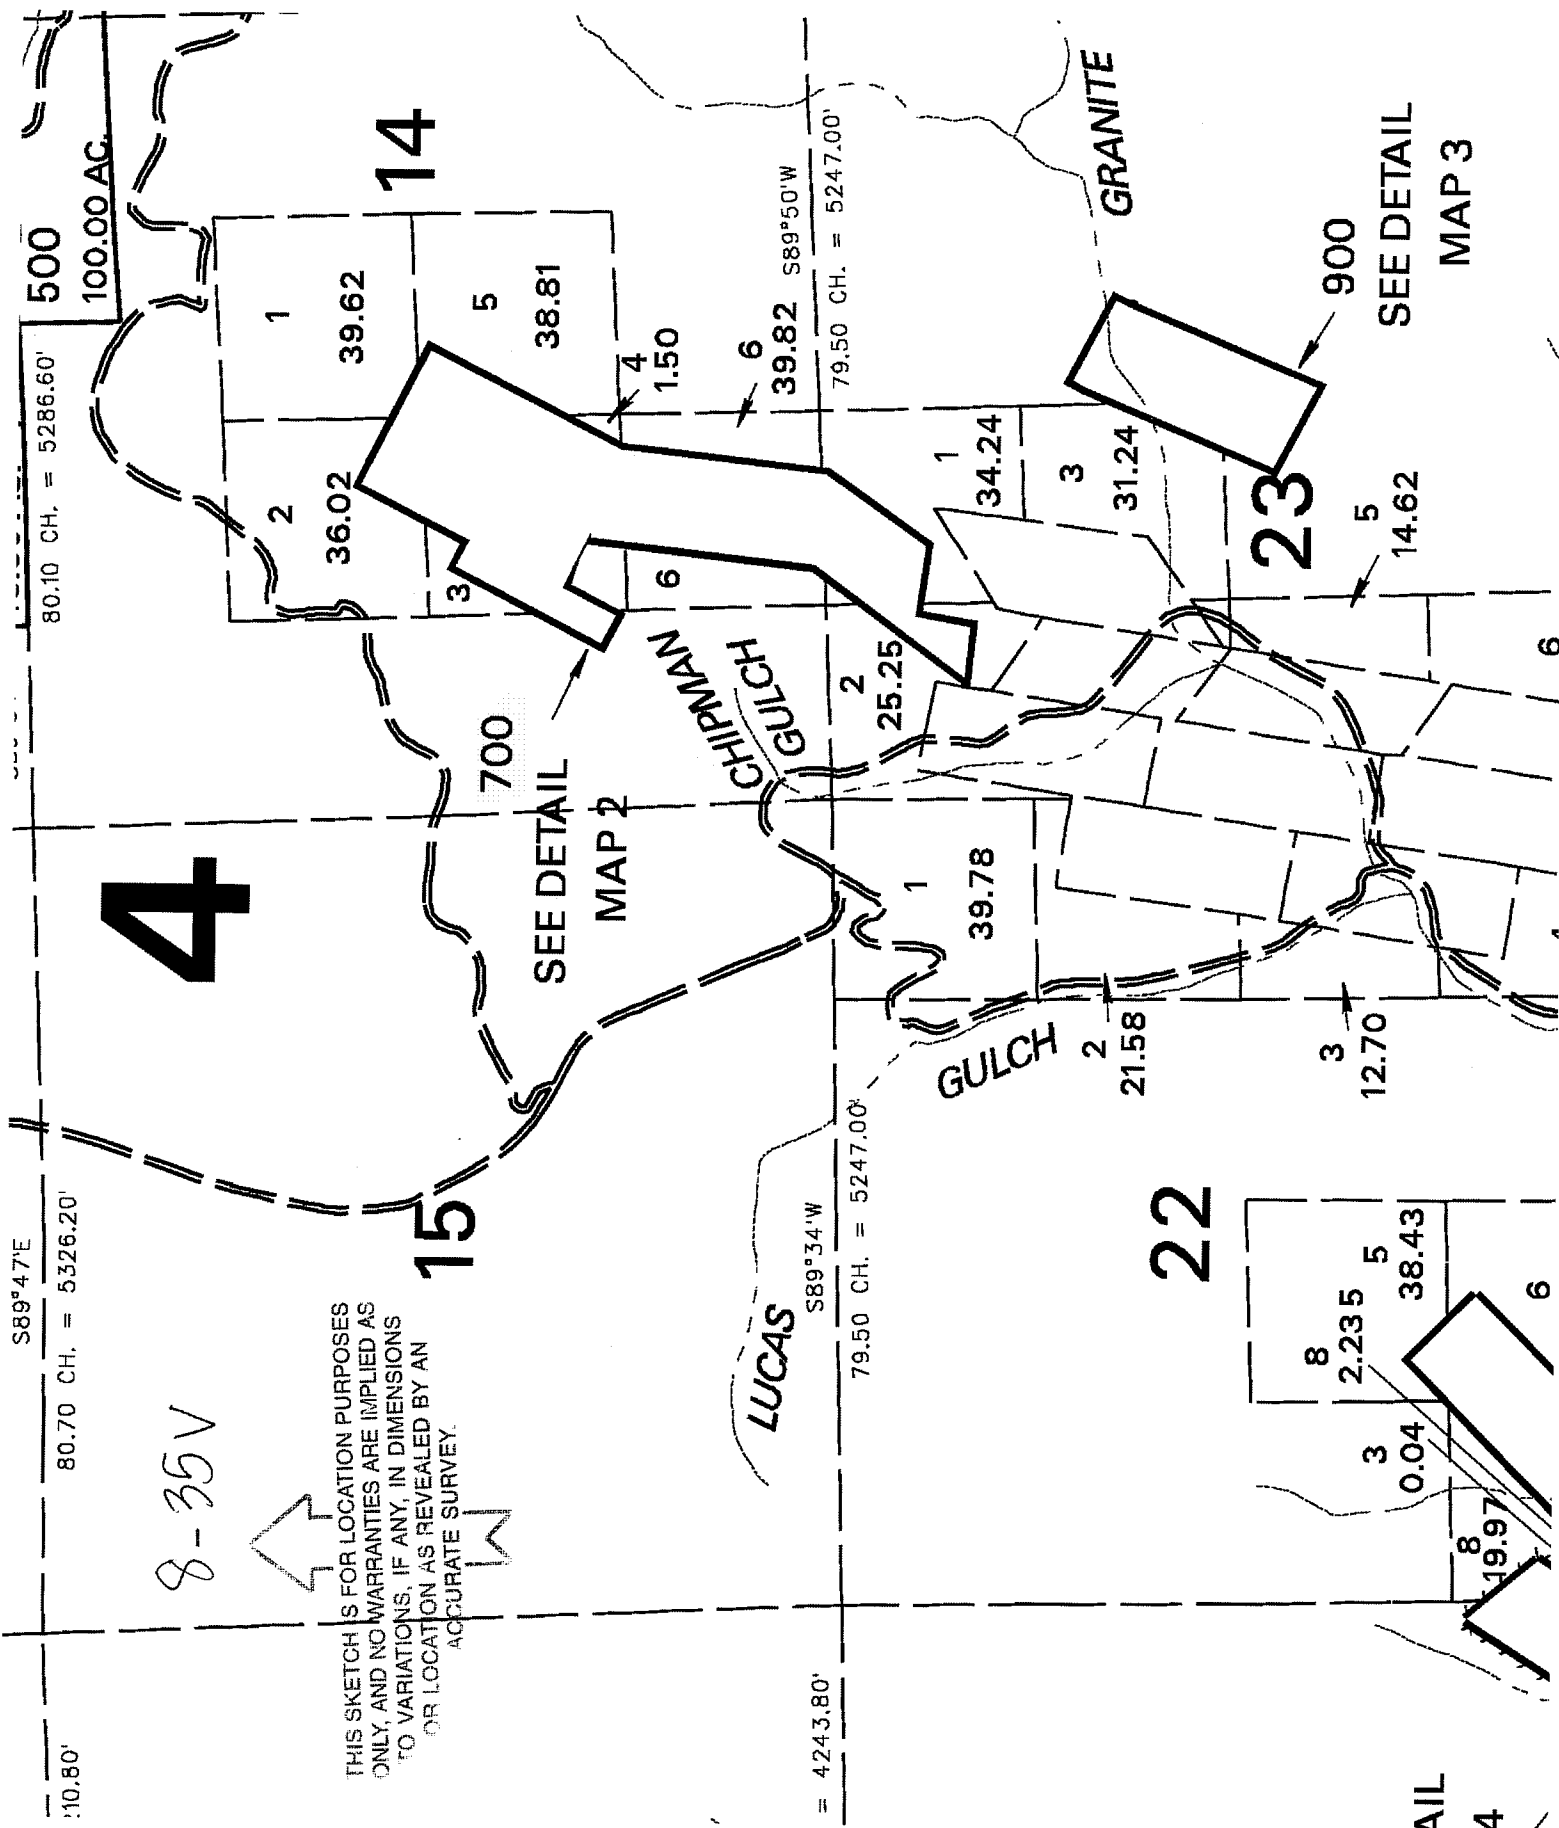 500
100.00 AC.
80.10 CH. = 5286.60'
S89°47'E
80.70 CH. = 5326.20'
4
8-35V
THIS SKETCH IS FOR LOCATION PURPOSES
ONLY, AND NO WARRANTIES ARE IMPLIED AS
TO VARIATIONS, IF ANY, IN DIMENSIONS
OR LOCATION AS REVEALED BY AN
ACCURATE SURVEY.
15
14
1
39.62
2
36.02
5
38.81
3
4
1.50
6
6
39.82
700
SEE DETAIL
MAP 2
CHIPMAN
GULCH
LUCAS
GULCH
S89°34'W
79.50 CH. = 5247.00'
S89°50'W
79.50 CH. = 5247.00'
= 4243.80'
GRANITE
2
25.25
1
34.24
3
31.24
900
SEE DETAIL
MAP 3
23
5
14.62
6
1
39.78
2
21.58
3
12.70
22
5
38.43
8
2.235
3
0.04
8
19.97
6
4